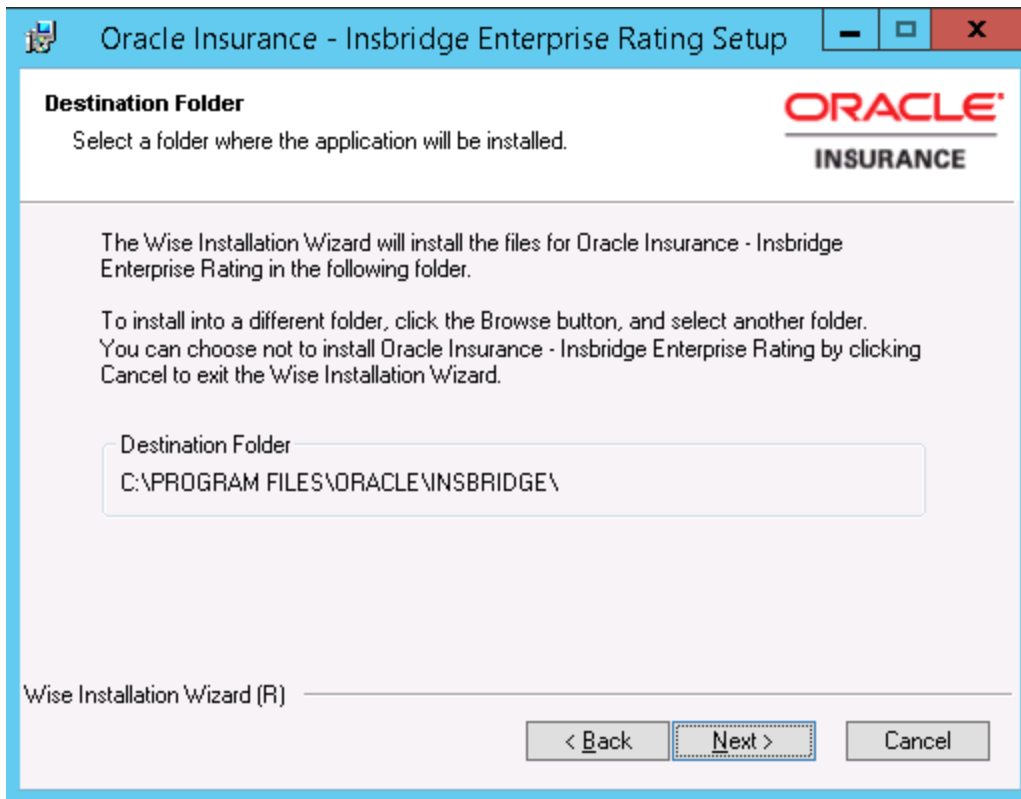 Oracle Insurance - Insbridge Enterprise Rating Setup
Destination Folder
Select a folder where the application will be installed.
ORACLE
INSURANCE
The Wise Installation Wizard will install the files for Oracle Insurance - Insbridge
Enterprise Rating in the following folder.
To install into a different folder, click the Browse button, and select another folder.
You can choose not to install Oracle Insurance - Insbridge Enterprise Rating by clicking
Cancel to exit the Wise Installation Wizard.
Destination Folder
C:\PROGRAM FILES\ORACLE\INSBRIDGE\
Wise Installation Wizard (R)
< Back Next > Cancel